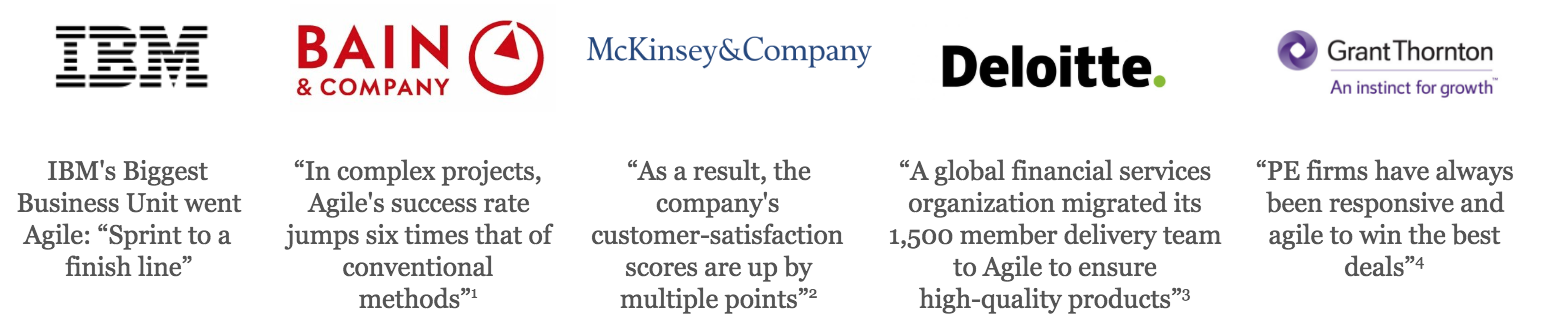 IBM
BAIN
& COMPANY
McKinsey&Company
Deloitte.
Grant Thornton
An instinct for growth™
IBM's Biggest
Business Unit went
Agile: “Sprint to a
finish line”
“In complex projects,
Agile's success rate
jumps six times that of
conventional
methods”¹
“As a result, the
company's
customer-satisfaction
scores are up by
multiple points”²
“A global financial services
organization migrated its
1,500 member delivery team
to Agile to ensure
high-quality products”³
“PE firms have always
been responsive and
agile to win the best
deals”⁴